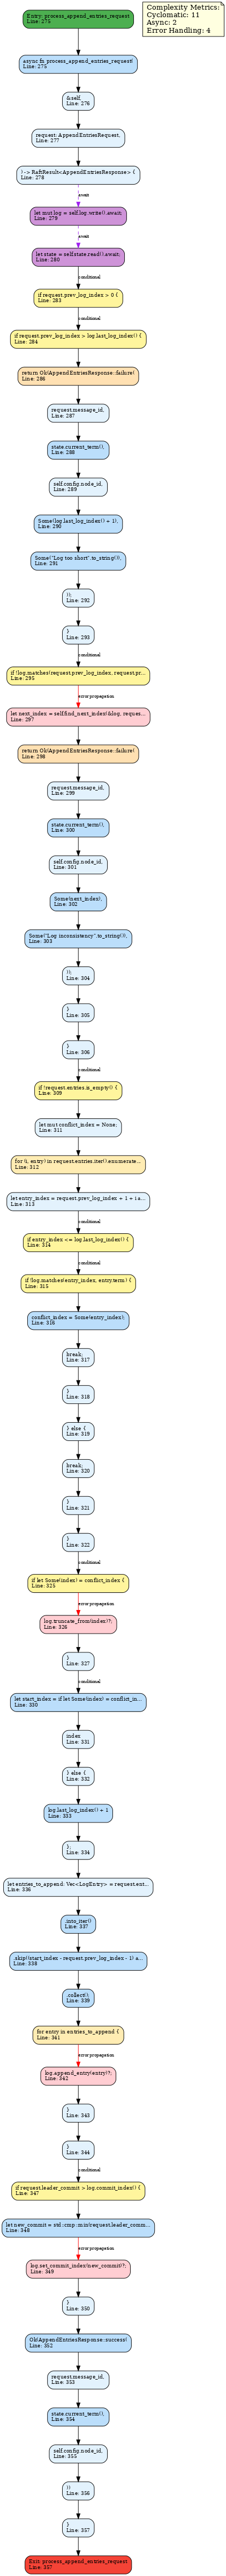 Complexity Metrics:
Cyclomatic: 11
Async: 2
Error Handling: 4
Entry: process_append_entries_request
Line: 275
async fn process_append_entries_request(
Line: 275
&self,
Line: 276
request: AppendEntriesRequest,
Line: 277
) -> RaftResult<AppendEntriesResponse> {
Line: 278
await
let mut log = self.log.write().await;
Line: 279
await
let state = self.state.read().await;
Line: 280
conditional
if request.prev_log_index > 0 {
Line: 283
conditional
if request.prev_log_index > log.last_log_index() {
Line: 284
return Ok(AppendEntriesResponse::failure(
Line: 286
request.message_id,
Line: 287
state.current_term(),
Line: 288
self.config.node_id,
Line: 289
Some(log.last_log_index() + 1),
Line: 290
Some("Log too short".to_string()),
Line: 291
));
Line: 292
}
Line: 293
conditional
if !log.matches(request.prev_log_index, request.pr...
Line: 295
error propagation
let next_index = self.find_next_index(&log, reques...
Line: 297
return Ok(AppendEntriesResponse::failure(
Line: 298
request.message_id,
Line: 299
state.current_term(),
Line: 300
self.config.node_id,
Line: 301
Some(next_index),
Line: 302
Some("Log inconsistency".to_string()),
Line: 303
));
Line: 304
}
Line: 305
}
Line: 306
conditional
if !request.entries.is_empty() {
Line: 309
let mut conflict_index = None;
Line: 311
for (i, entry) in request.entries.iter().enumerate...
Line: 312
let entry_index = request.prev_log_index + 1 + i a...
Line: 313
conditional
if entry_index <= log.last_log_index() {
Line: 314
conditional
if !log.matches(entry_index, entry.term) {
Line: 315
conflict_index = Some(entry_index);
Line: 316
break;
Line: 317
}
Line: 318
} else {
Line: 319
break;
Line: 320
}
Line: 321
}
Line: 322
conditional
if let Some(index) = conflict_index {
Line: 325
error propagation
log.truncate_from(index)?;
Line: 326
}
Line: 327
conditional
let start_index = if let Some(index) = conflict_in...
Line: 330
index
Line: 331
} else {
Line: 332
log.last_log_index() + 1
Line: 333
};
Line: 334
let entries_to_append: Vec<LogEntry> = request.ent...
Line: 336
.into_iter()
Line: 337
.skip((start_index - request.prev_log_index - 1) a...
Line: 338
.collect();
Line: 339
for entry in entries_to_append {
Line: 341
error propagation
log.append_entry(entry)?;
Line: 342
}
Line: 343
}
Line: 344
conditional
if request.leader_commit > log.commit_index() {
Line: 347
let new_commit = std::cmp::min(request.leader_comm...
Line: 348
error propagation
log.set_commit_index(new_commit)?;
Line: 349
}
Line: 350
Ok(AppendEntriesResponse::success(
Line: 352
request.message_id,
Line: 353
state.current_term(),
Line: 354
self.config.node_id,
Line: 355
))
Line: 356
}
Line: 357
Exit: process_append_entries_request
Line: 357